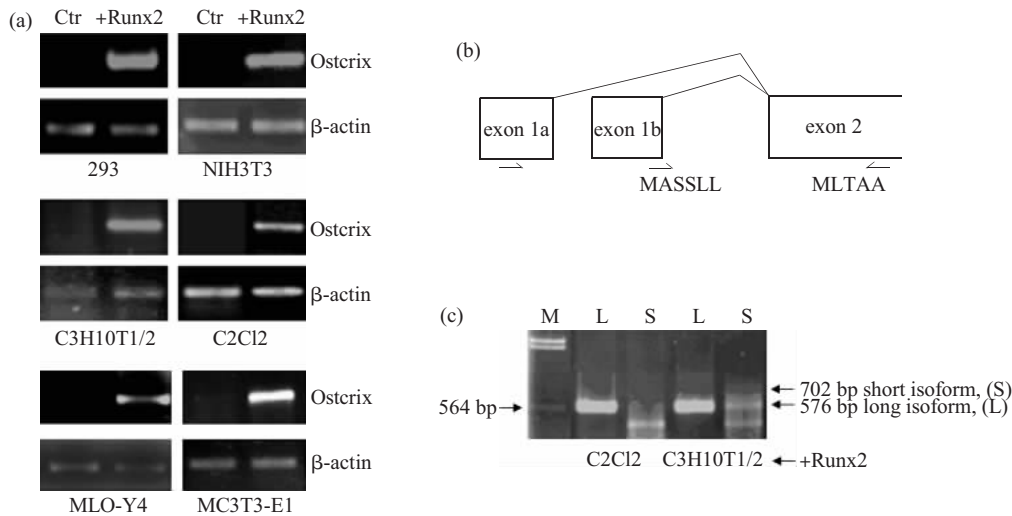 (a)
Ctr +Runx2 Ctr +Runx2
Ostcrix
β-actin
293 NIH3T3
Ostcrix
β-actin
C3H10T1/2 C2Cl2
Ostcrix
β-actin
MLO-Y4 MC3T3-E1
(b)
exon 1a exon 1b exon 2
MASSLL MLTAA
(c)
M L S L S
702 bp short isoform, (S)
564 bp 576 bp long isoform, (L)
C2Cl2 C3H10T1/2 +Runx2